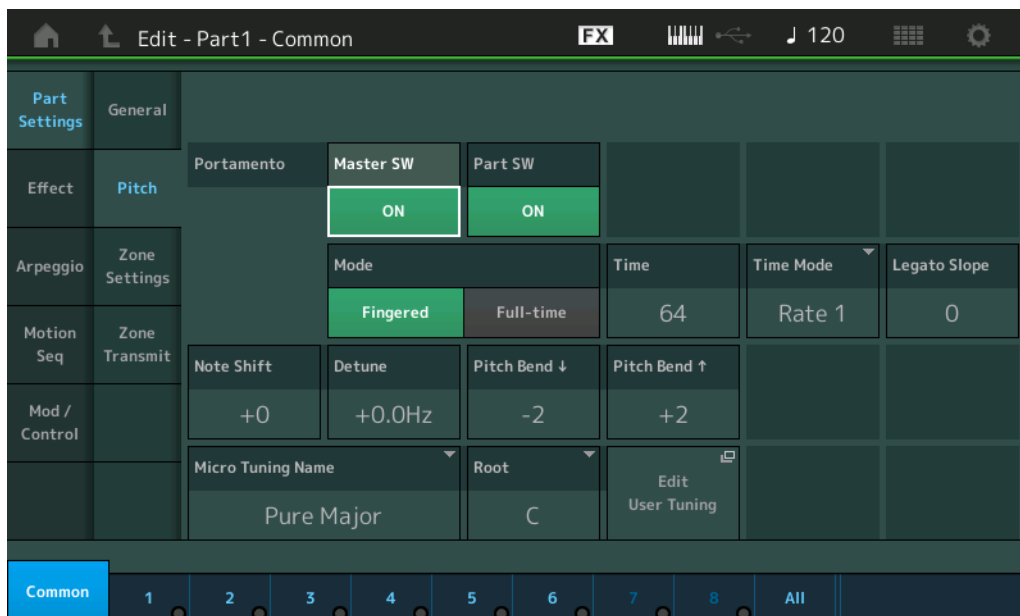 Edit - Part1 - Common
FX
♩ 120
Part
Settings
Effect
Arpeggio
Motion
Seq
Mod /
Control
General
Pitch
Zone
Settings
Zone
Transmit
Portamento
Master SW
ON
Part SW
ON
Mode
Fingered
Full-time
Time
64
Time Mode
Rate 1
Legato Slope
0
Note Shift
+0
Detune
+0.0Hz
Pitch Bend ↓
-2
Pitch Bend ↑
+2
Micro Tuning Name
Pure Major
Root
C
Edit
User Tuning
Common
1
2
3
4
5
6
7
8
All